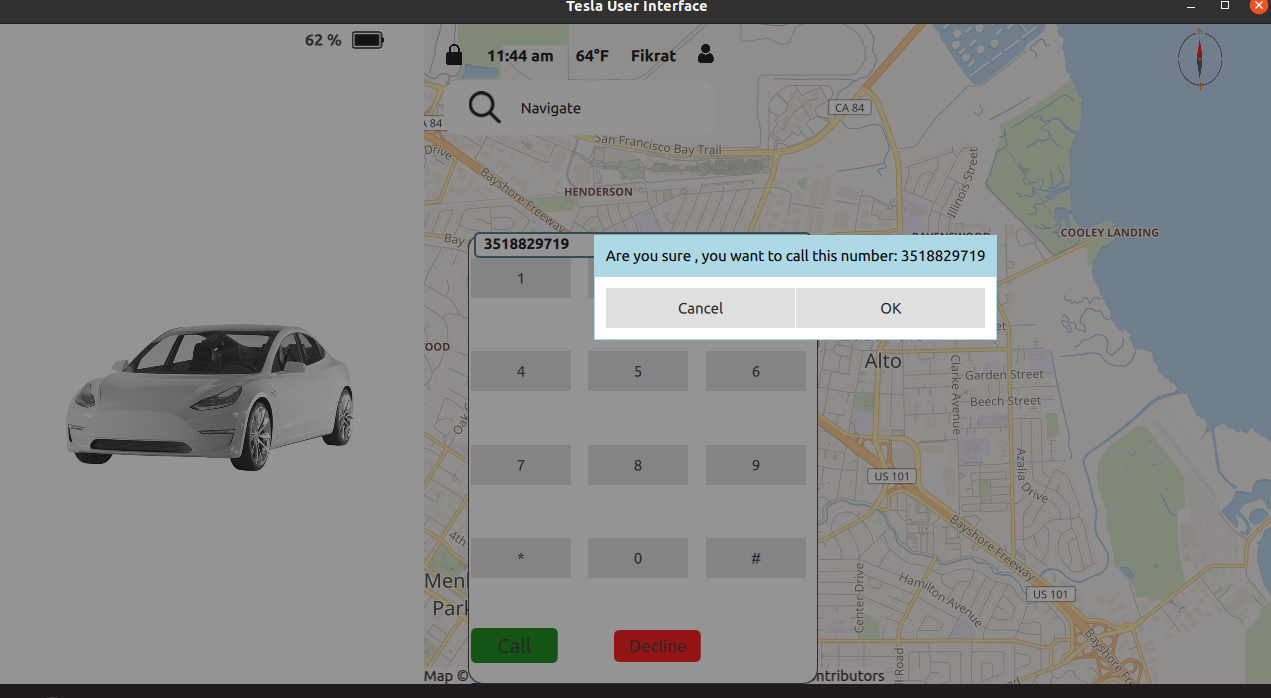 Tesla User Interface
62 %
11:44 am 64°F Fikrat
Navigate
CA 84
84
Drive
San Francisco Bay Trail
Bayshore Freeway
HENDERSON
Illinois Street
COOLEY LANDING
Bay
3518829719
Are you sure , you want to call this number: 3518829719
Cancel OK
1
OOD
4 5 6
Alto
Garden Street
Clarke Avenue
Beech Street
7 8 9
US 101
Azalia Drive
Bayshore Freeway
4th
* 0 #
Menl
Park
Center Drive
Hamilton Avenue
US 101
Call Decline
Road
Map ©
ntributors